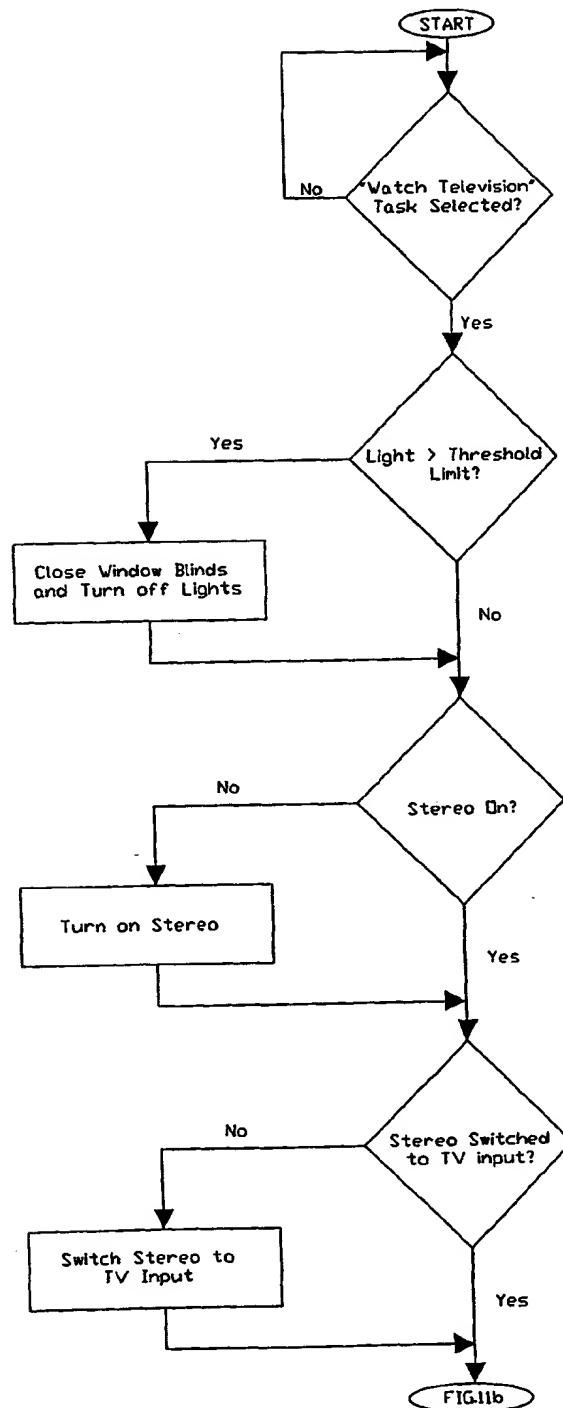 START
No
"Watch Television"
Task Selected?
Yes
Yes
Light > Threshold
Limit?
Close Window Blinds
and Turn off Lights
No
No
Stereo On?
Turn on Stereo
Yes
No
Stereo Switched
to TV input?
Switch Stereo to
TV Input
Yes
FIG.11b